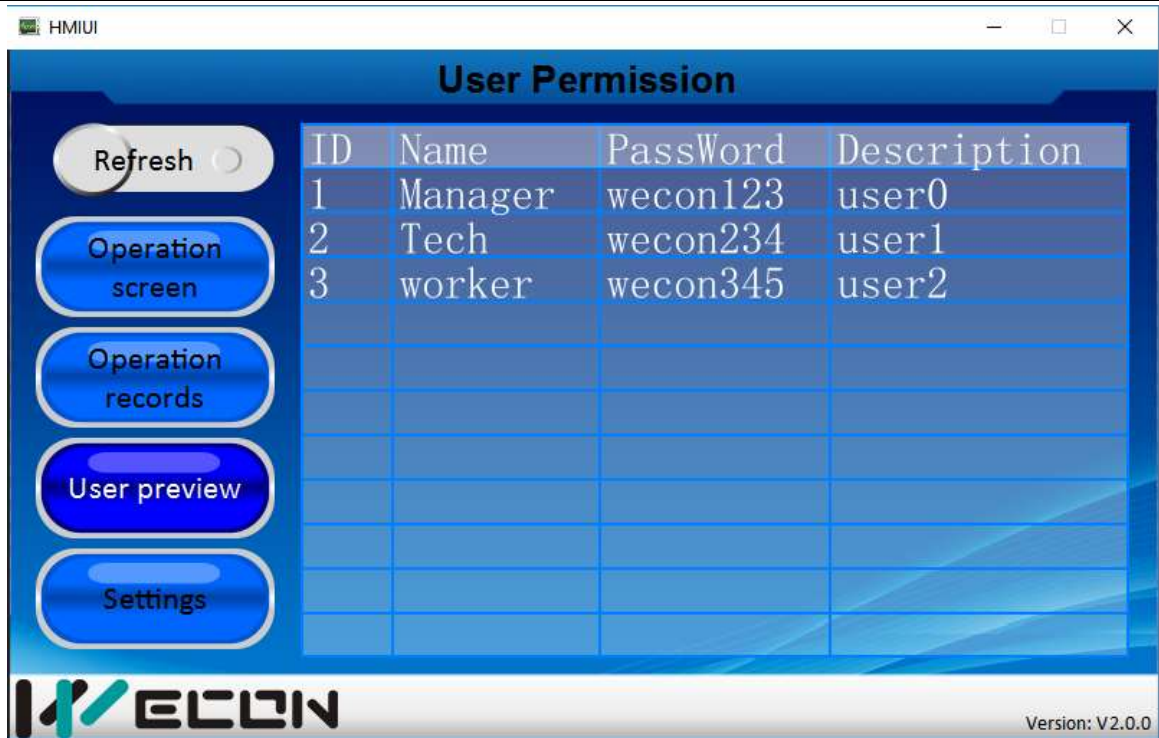 HMIUI
User Permission
Refresh
Operation
screen
Operation
records
User preview
Settings
ID Name PassWord Description
1 Manager wecon123 user0
2 Tech wecon234 user1
3 worker wecon345 user2
WECON
Version: V2.0.0